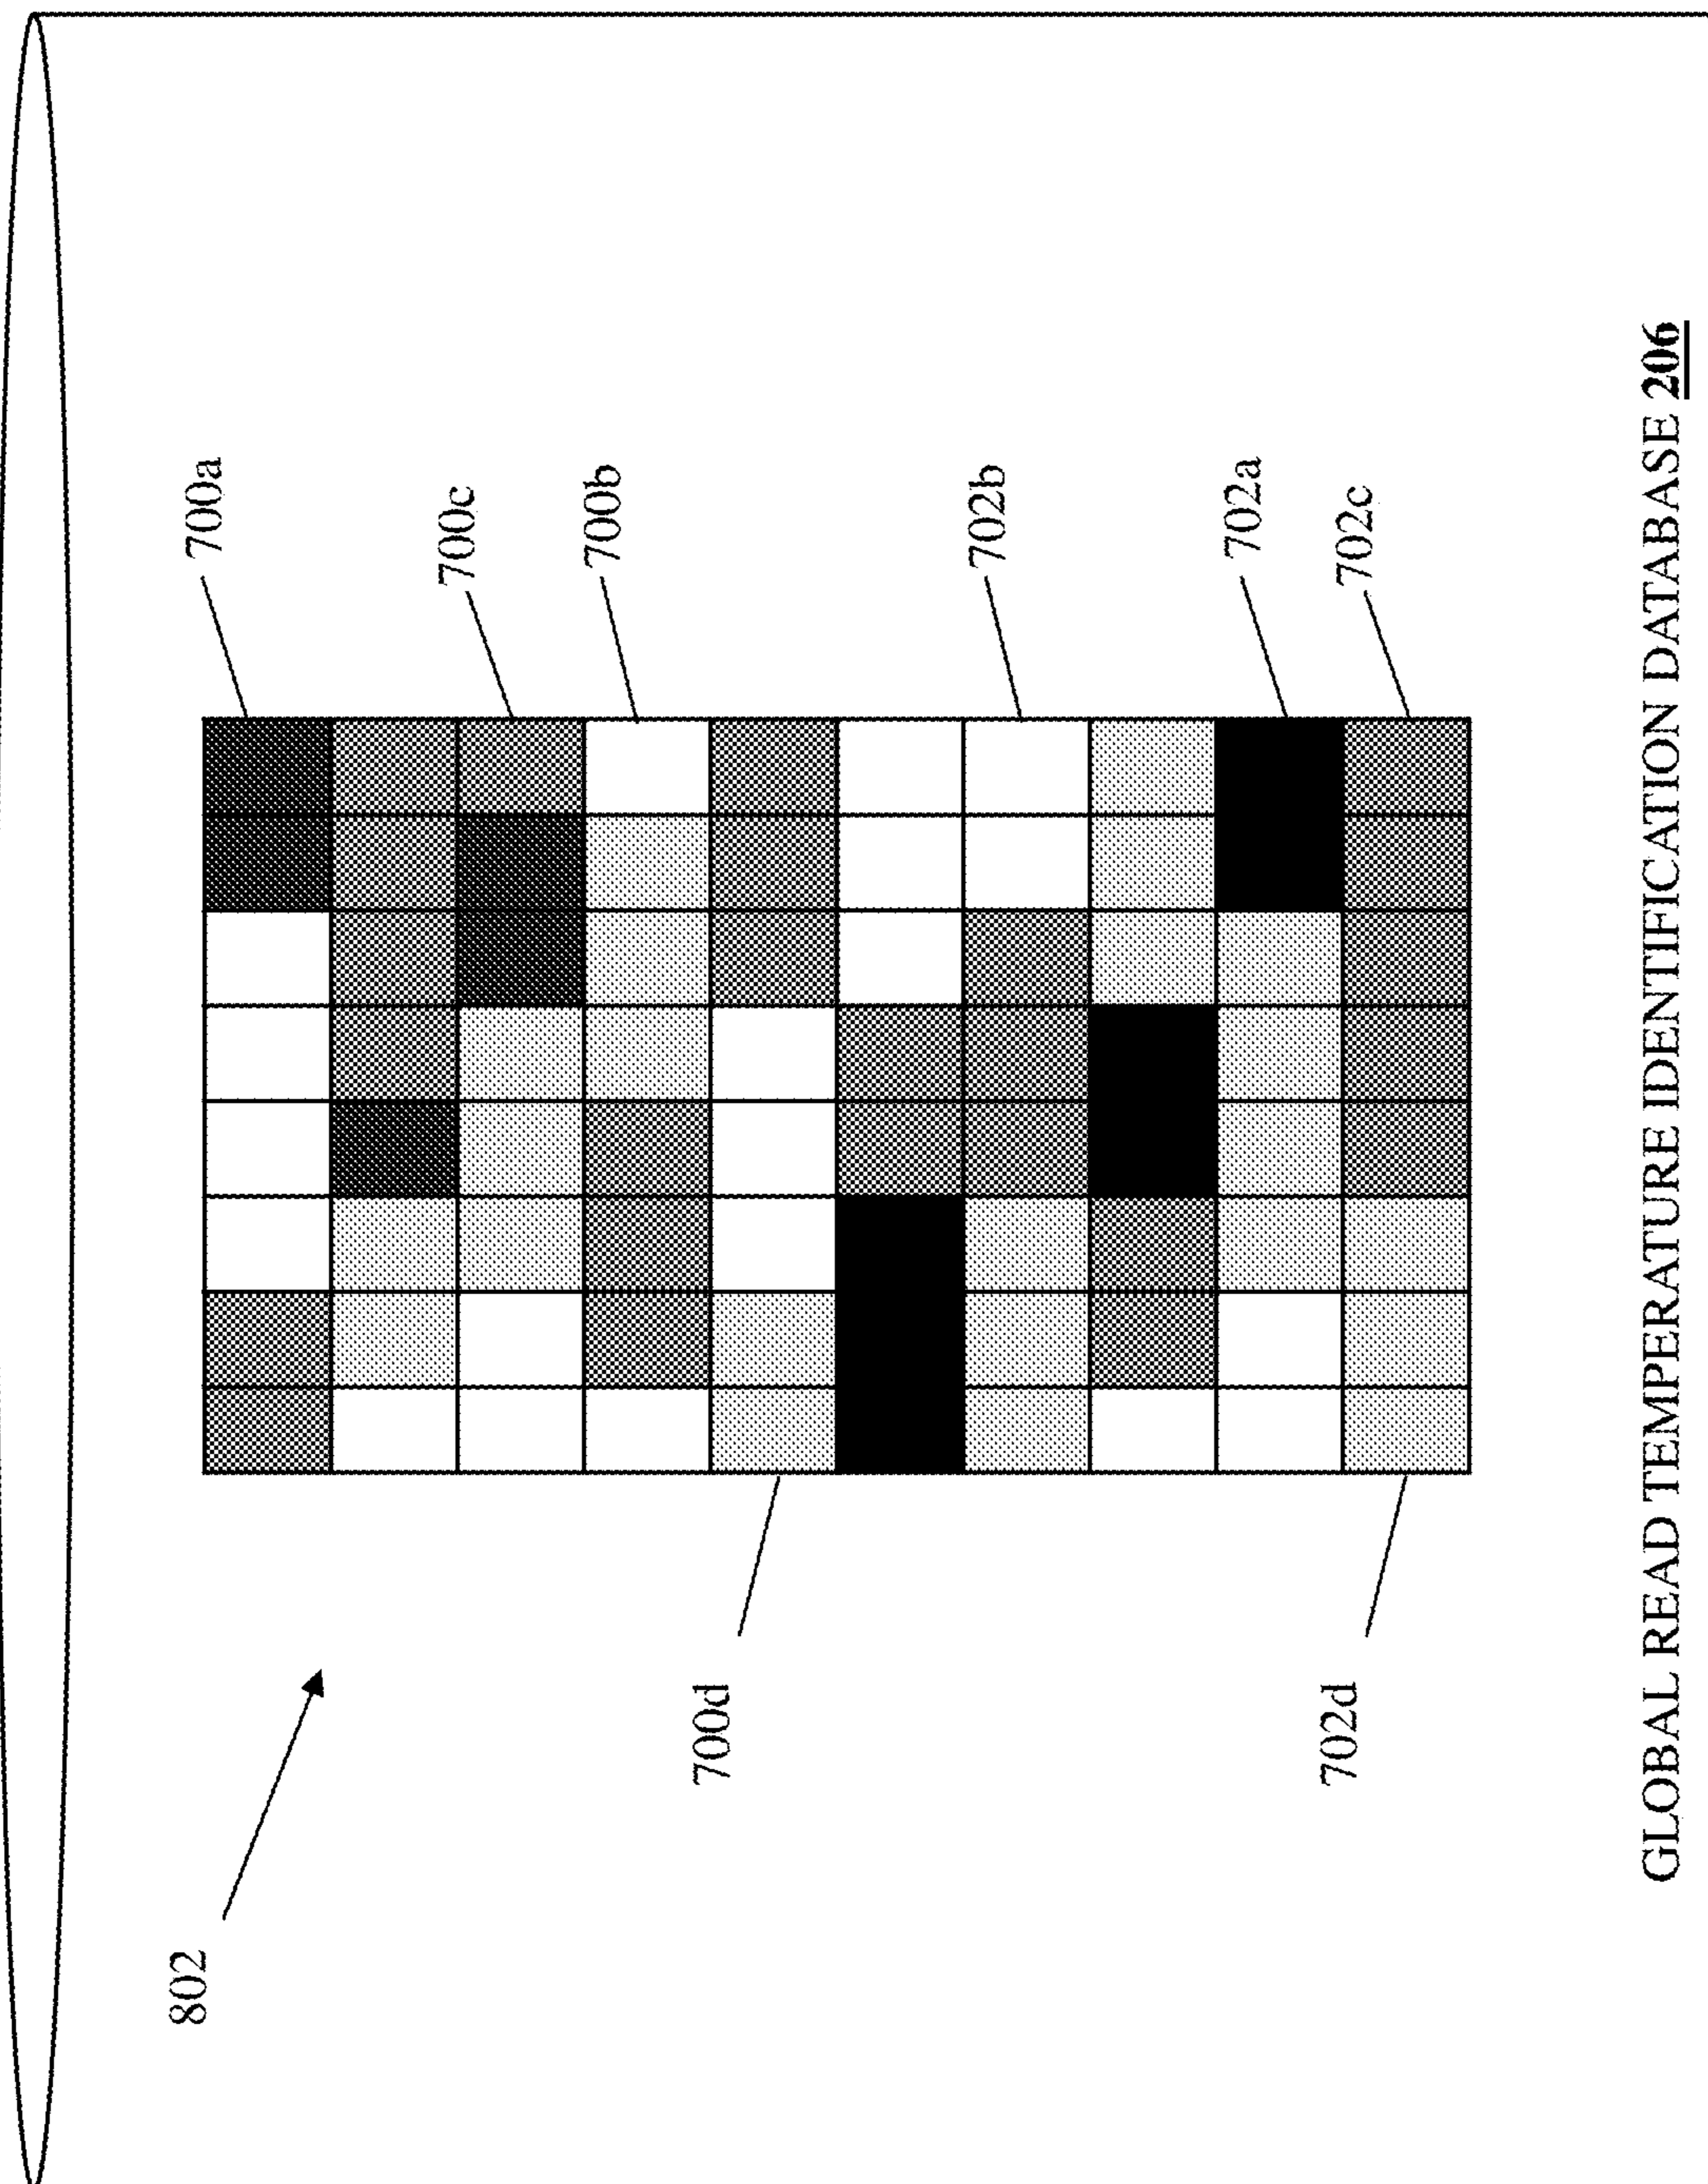 802
700a
700c
700b
700d
702b
702a
702d
702c
GLOBAL READ TEMPERATURE IDENTIFICATION DATABASE 206